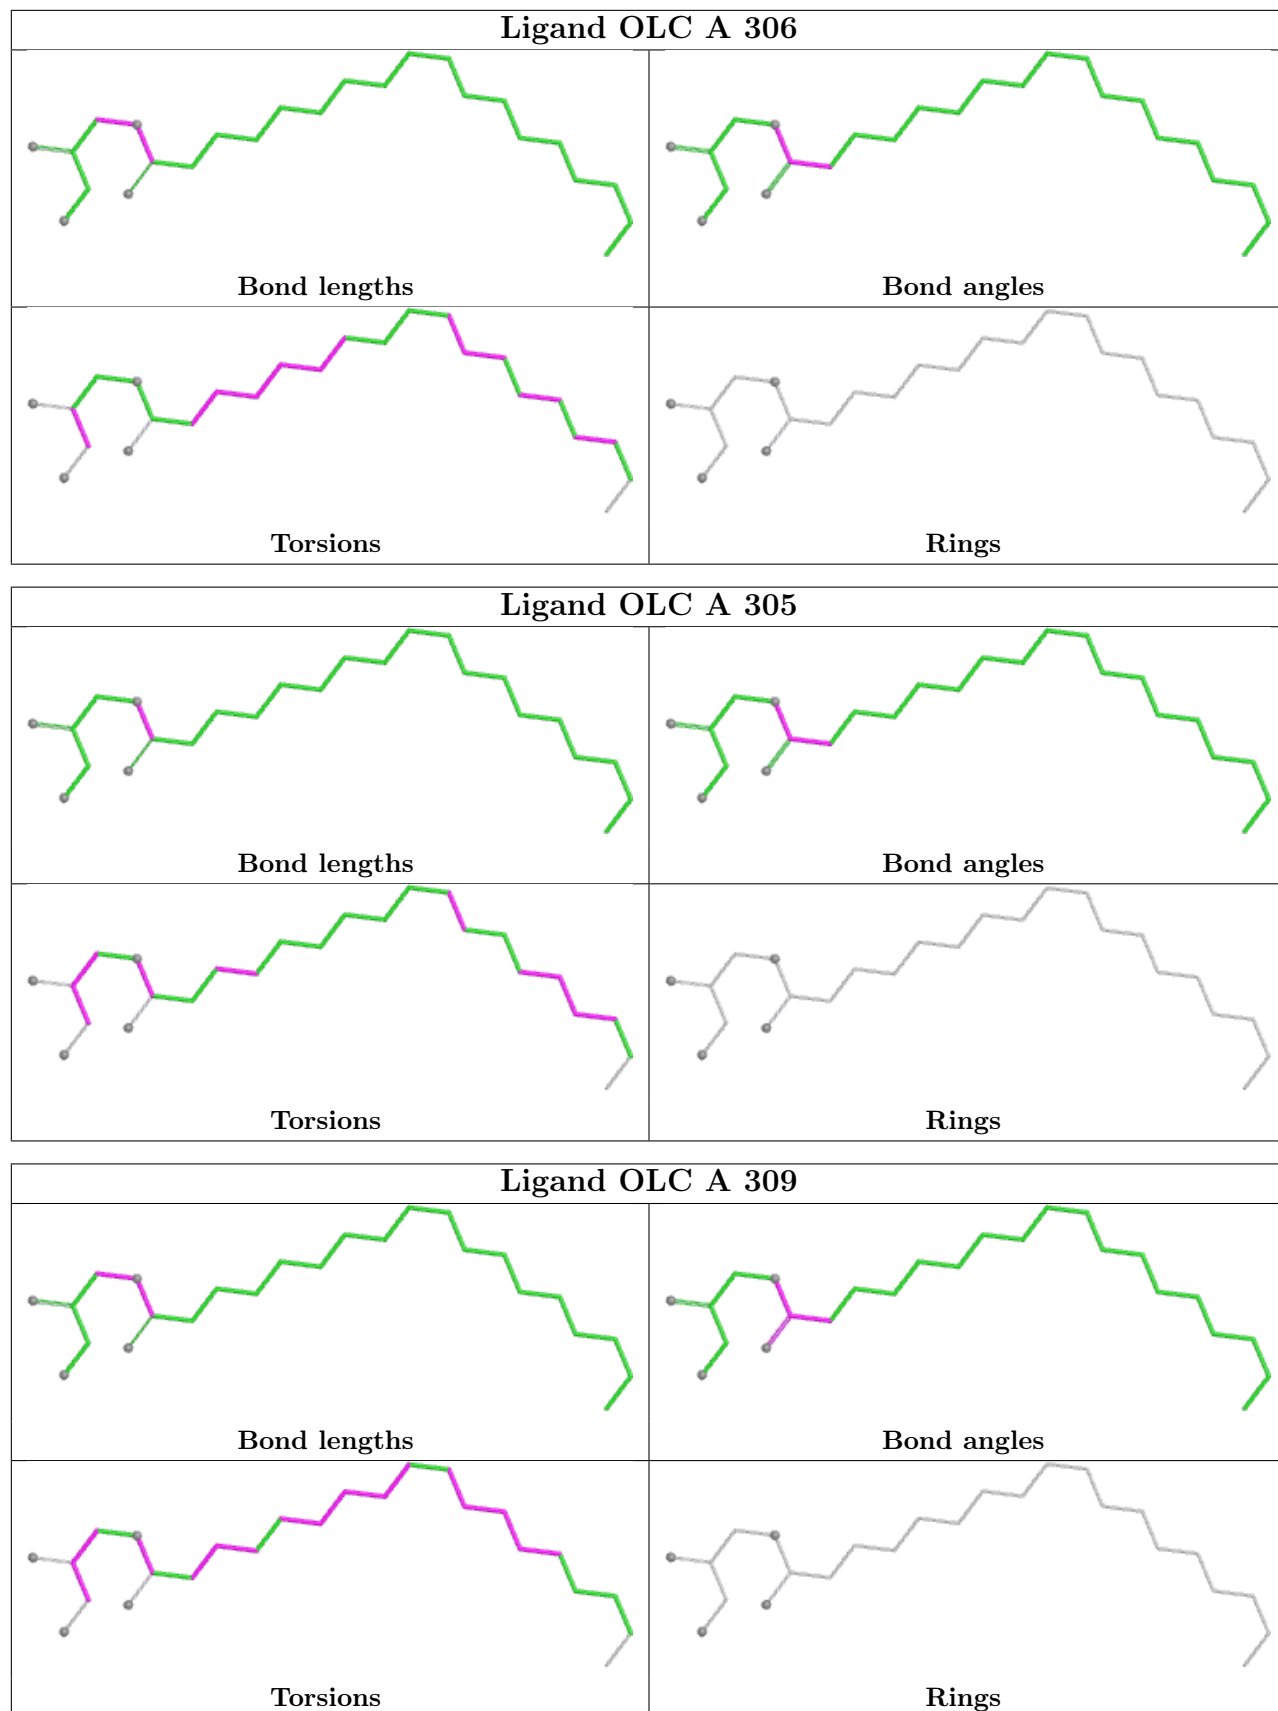 Ligand OLC A 306
Bond lengths
Bond angles
Torsions
Rings
Ligand OLC A 305
Bond lengths
Bond angles
Torsions
Rings
Ligand OLC A 309
Bond lengths
Bond angles
Torsions
Rings